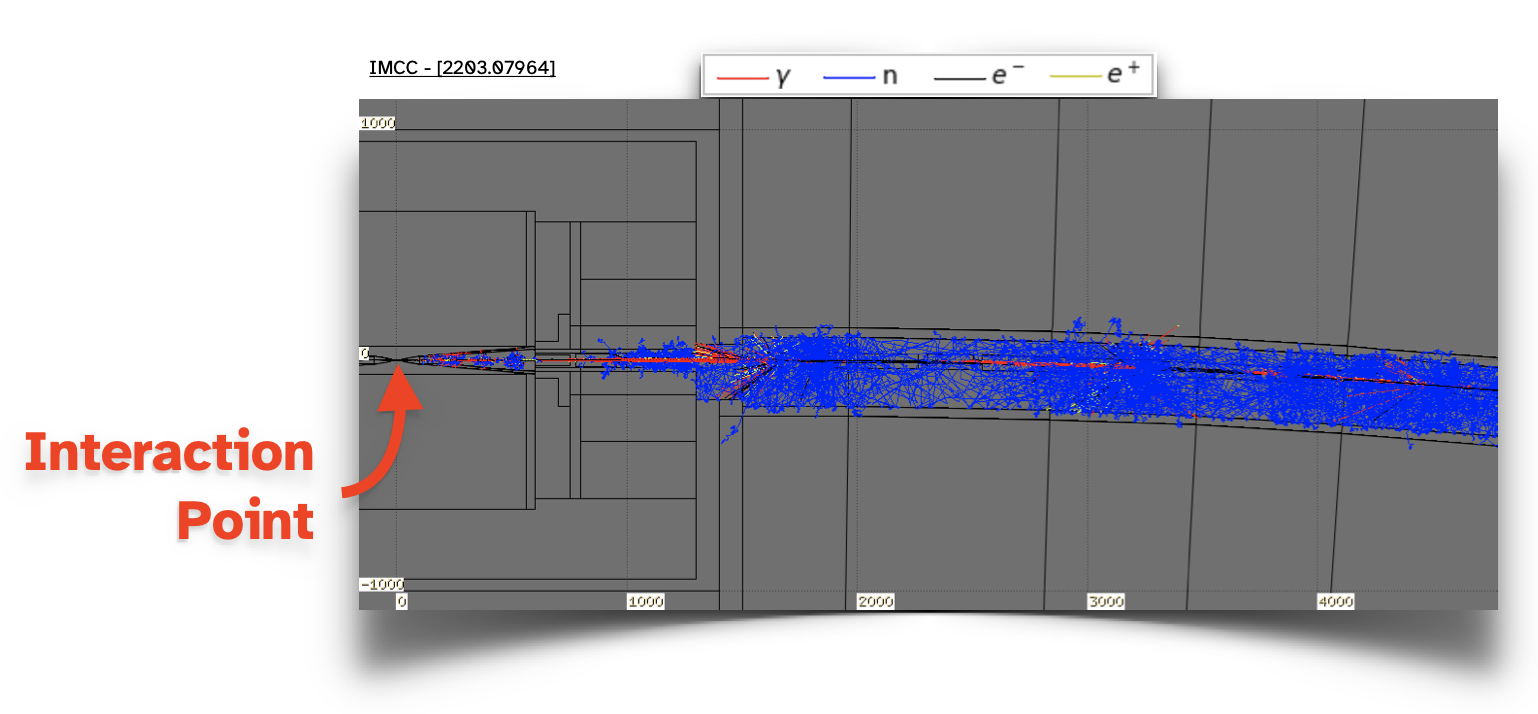 IMCC - [2203.07964]
γ n e⁻ e⁺
1000
0
-1000
0 1000 2000 3000 4000
Interaction
Point